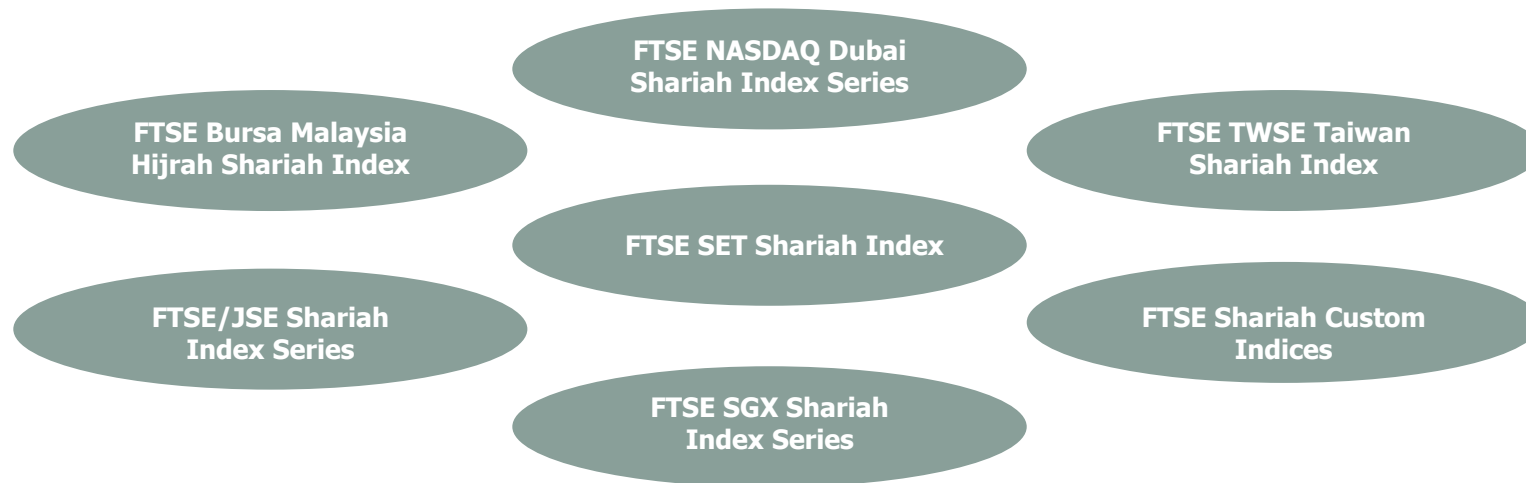 FTSE NASDAQ Dubai
Shariah Index Series
FTSE Bursa Malaysia
Hijrah Shariah Index
FTSE TWSE Taiwan
Shariah Index
FTSE SET Shariah Index
FTSE/JSE Shariah
Index Series
FTSE Shariah Custom
Indices
FTSE SGX Shariah
Index Series